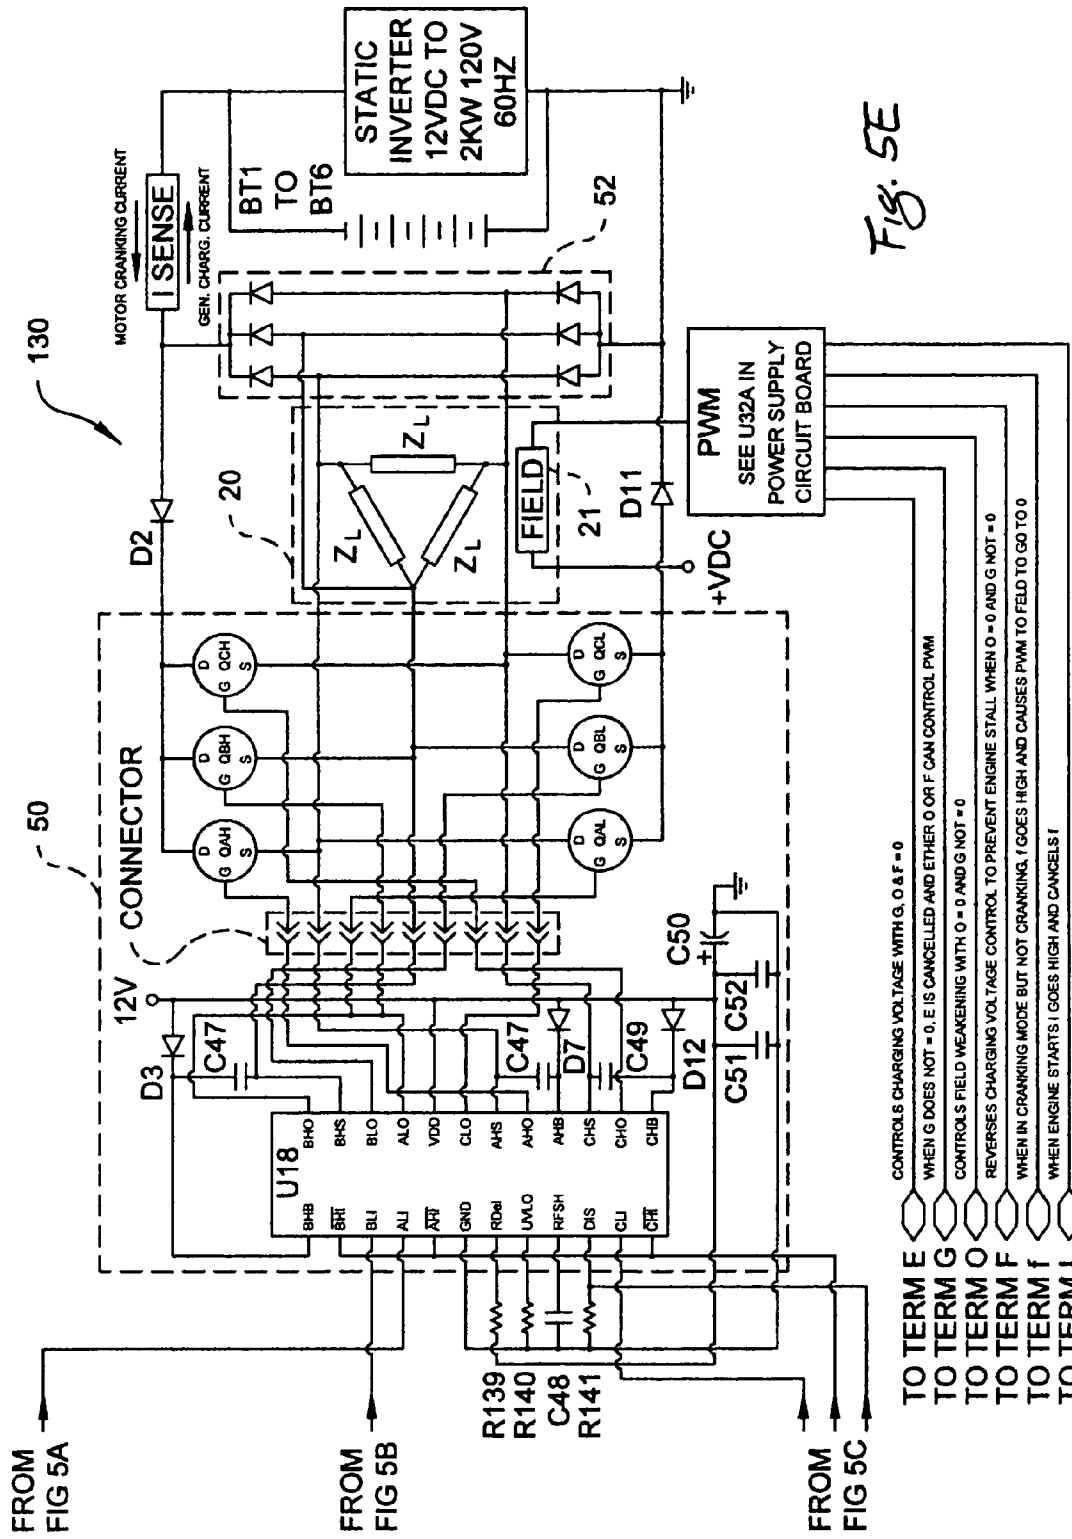 130
MOTOR CRANKING CURRENT
I SENSE
GEN. CHARG. CURRENT
D2
BT1
TO
BT6
STATIC
INVERTER
12VDC TO
2KW 120V
60HZ
52
20
ZL
ZL
ZL
FIELD
21
D11
+VDC
PWM
SEE U32A IN
POWER SUPPLY
CIRCUIT BOARD
Fig. 5E
50
CONNECTOR
D
G QAH
S
D
G QBH
S
D
G QCH
S
D
G QAL
S
D
G QBL
S
D
G QCL
S
12V
D3
C47
C47
D7
C49
D12
C50
+
C52
C51
U18
BHB
BHI
BLI
ALI
AHI
GND
RDel
UVLO
RFSH
DIS
CLI
CHI
BHO
BHS
BLO
ALO
VDD
CLO
AHS
AHO
AHB
CHS
CHO
CHB
R139
R140
C48
R141
FROM
FIG 5A
FROM
FIG 5B
FROM
FIG 5C
TO TERM E
CONTROLS CHARGING VOLTAGE WITH G, O & F = 0
WHEN G DOES NOT = 0, E IS CANCELLED AND ETHER O OR F CAN CONTROL PWM
TO TERM G
CONTROLS FIELD WEAKENING WITH O = 0 AND G NOT = 0
TO TERM O
REVERSES CHARGING VOLTAGE CONTROL TO PREVENT ENGINE STALL WHEN O = 0 AND G NOT = 0
TO TERM F
WHEN IN CRANKING MODE BUT NOT CRANKING, f GOES HIGH AND CAUSES PWM TO FELD TO GO TO 0
TO TERM f
WHEN ENGINE STARTS I GOES HIGH AND CANCELS f
TO TERM I